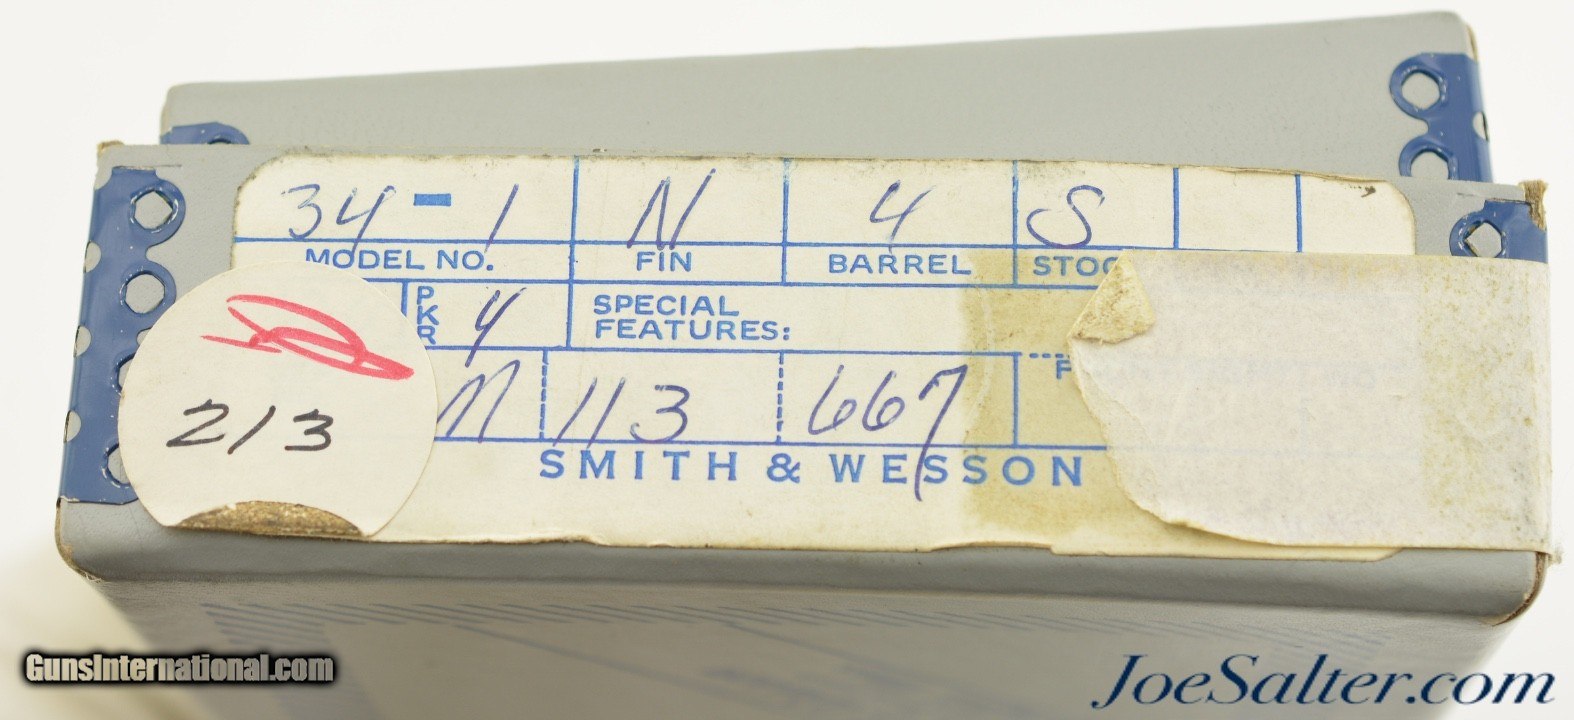 34-1 N 4 S
MODEL NO. FIN BARREL STOC
PKR 4 SPECIAL FEATURES:
213 M 113 667 F
SMITH & WESSON
GunsInternational.com
JoeSalter.com